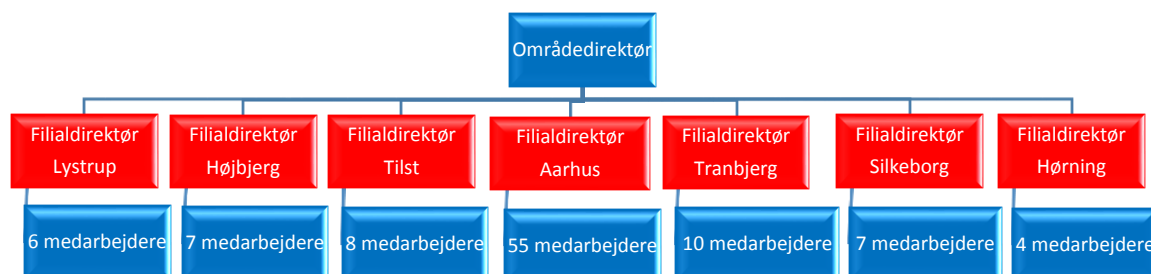 Områdedirektør
Filialdirektør
Lystrup
Filialdirektør
Højbjerg
Filialdirektør
Tilst
Filialdirektør
Aarhus
Filialdirektør
Tranbjerg
Filialdirektør
Silkeborg
Filialdirektør
Hørning
6 medarbejdere
7 medarbejdere
8 medarbejdere
55 medarbejdere
10 medarbejdere
7 medarbejdere
4 medarbejdere